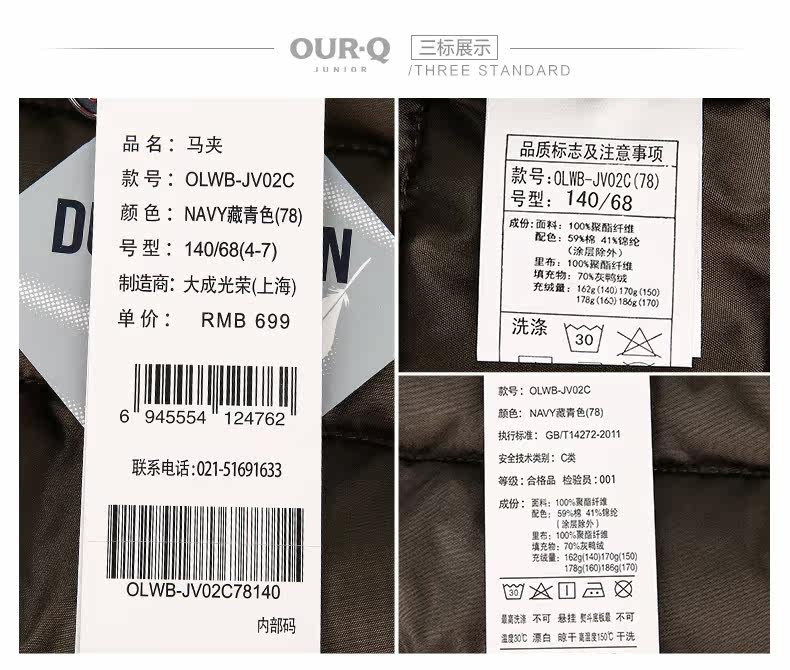 OUR·Q
JUNIOR
三标展示
/THREE STANDARD
品名：马夹
款号：OLWB-JV02C
颜色：NAVY藏青色(78)
号型：140/68(4-7)
制造商：大成光荣(上海)
单价： RMB 699
6 945554 124762
联系电话:021-51691633
OLWB-JV02C78140
内部码
品质标志及注意事项
款号:OLWB-JV02C(78)
号型：140/68
成份：面料：100%聚酯纤维
配色：59%棉 41%锦纶
（涂层除外）
里布：100%聚酯纤维
填充物：70%灰鸭绒
充绒量：162g(140)170g(150)
178g(160)186g(170)
洗涤 30
款号：OLWB-JV02C
颜色：NAVY藏青色(78)
执行标准： GB/T14272-2011
安全技术类别：C类
等级：合格品 检验员：001
成份：面料：100%聚酯纤维
配色：59%棉 41%锦纶
（涂层除外）
里布：100%聚酯纤维
填充物：70%灰鸭绒
充绒量：162g(140)170g(150)
178g(160)186g(170)
30
最高洗涤 不可 悬挂 熨斗底板最 不可
温度30℃ 漂白 晾干 高温度150℃ 干洗